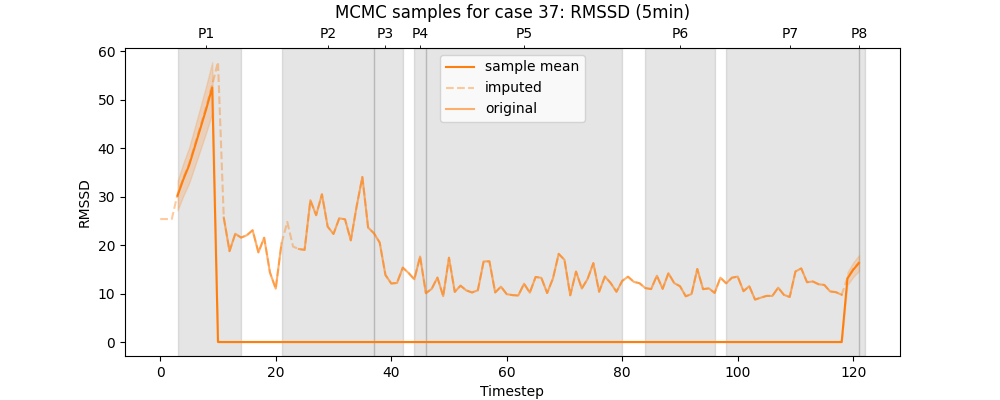 MCMC samples for case 37: RMSSD (5min)
P1 P2 P3 P4 P5 P6 P7 P8
60
50
40
30
20
10
0
RMSSD
sample mean
imputed
original
0 20 40 60 80 100 120
Timestep